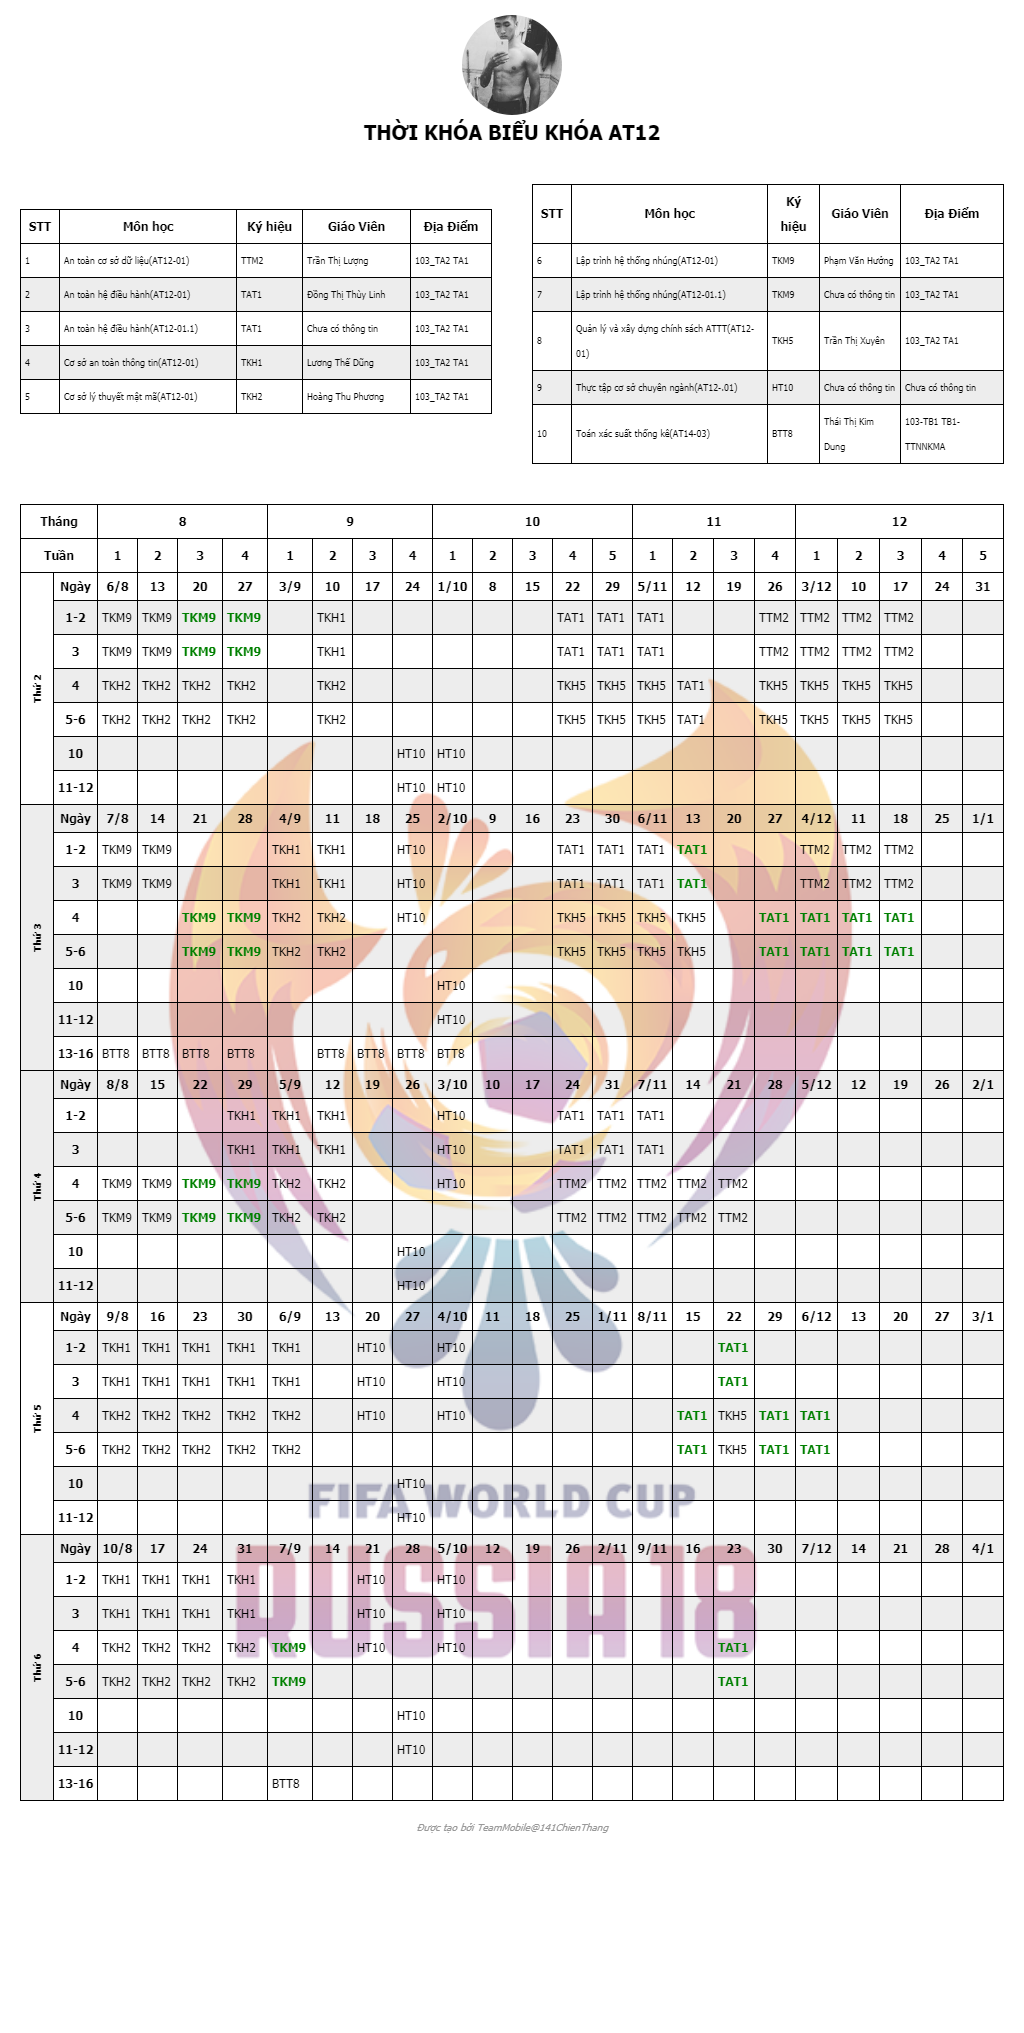 THỜI KHÓA BIỂU KHÓA AT12
STT Môn học Ký hiệu Giáo Viên Địa Điểm
1 An toàn cơ sở dữ liệu(AT12-01) TTM2 Trần Thị Lượng 103_TA2 TA1
2 An toàn hệ điều hành(AT12-01) TAT1 Đồng Thị Thùy Linh 103_TA2 TA1
3 An toàn hệ điều hành(AT12-01.1) TAT1 Chưa có thông tin 103_TA2 TA1
4 Cơ sở an toàn thông tin(AT12-01) TKH1 Lương Thế Dũng 103_TA2 TA1
5 Cơ sở lý thuyết mật mã(AT12-01) TKH2 Hoàng Thu Phương 103_TA2 TA1
STT Môn học Ký hiệu Giáo Viên Địa Điểm
6 Lập trình hệ thống nhúng(AT12-01) TKM9 Phạm Văn Hưởng 103_TA2 TA1
7 Lập trình hệ thống nhúng(AT12-01.1) TKM9 Chưa có thông tin 103_TA2 TA1
8 Quản lý và xây dựng chính sách ATTT(AT12-01) TKH5 Trần Thị Xuyên 103_TA2 TA1
9 Thực tập cơ sở chuyên ngành(AT12-.01) HT10 Chưa có thông tin Chưa có thông tin
10 Toán xác suất thống kê(AT14-03) BTT8 Thái Thị Kim Dung 103-TB1 TB1-TTNNKMA
Tháng 8 9 10 11 12
Tuần 1 2 3 4 1 2 3 4 1 2 3 4 5 1 2 3 4 1 2 3 4 5
Thứ 2
Ngày 6/8 13 20 27 3/9 10 17 24 1/10 8 15 22 29 5/11 12 19 26 3/12 10 17 24 31
1-2 TKM9 TKM9 TKM9 TKM9 TKH1 TAT1 TAT1 TAT1 TTM2 TTM2 TTM2 TTM2
3 TKM9 TKM9 TKM9 TKM9 TKH1 TAT1 TAT1 TAT1 TTM2 TTM2 TTM2 TTM2
4 TKH2 TKH2 TKH2 TKH2 TKH2 TKH5 TKH5 TKH5 TAT1 TKH5 TKH5 TKH5 TKH5
5-6 TKH2 TKH2 TKH2 TKH2 TKH2 TKH5 TKH5 TKH5 TAT1 TKH5 TKH5 TKH5 TKH5
10 HT10 HT10
11-12 HT10 HT10
Thứ 3
Ngày 7/8 14 21 28 4/9 11 18 25 2/10 9 16 23 30 6/11 13 20 27 4/12 11 18 25 1/1
1-2 TKM9 TKM9 TKH1 TKH1 HT10 TAT1 TAT1 TAT1 TAT1 TTM2 TTM2 TTM2
3 TKM9 TKM9 TKH1 TKH1 HT10 TAT1 TAT1 TAT1 TAT1 TTM2 TTM2 TTM2
4 TKM9 TKM9 TKH2 TKH2 HT10 TKH5 TKH5 TKH5 TKH5 TAT1 TAT1 TAT1 TAT1
5-6 TKM9 TKM9 TKH2 TKH2 TKH5 TKH5 TKH5 TKH5 TAT1 TAT1 TAT1 TAT1
10 HT10
11-12 HT10
13-16 BTT8 BTT8 BTT8 BTT8 BTT8 BTT8 BTT8 BTT8
Thứ 4
Ngày 8/8 15 22 29 5/9 12 19 26 3/10 10 17 24 31 7/11 14 21 28 5/12 12 19 26 2/1
1-2 TKH1 TKH1 TKH1 HT10 TAT1 TAT1 TAT1
3 TKH1 TKH1 TKH1 HT10 TAT1 TAT1 TAT1
4 TKM9 TKM9 TKM9 TKM9 TKH2 TKH2 HT10 TTM2 TTM2 TTM2 TTM2 TTM2
5-6 TKM9 TKM9 TKM9 TKM9 TKH2 TKH2 TTM2 TTM2 TTM2 TTM2 TTM2
10 HT10
11-12 HT10
Thứ 5
Ngày 9/8 16 23 30 6/9 13 20 27 4/10 11 18 25 1/11 8/11 15 22 29 6/12 13 20 27 3/1
1-2 TKH1 TKH1 TKH1 TKH1 TKH1 HT10 HT10 TAT1
3 TKH1 TKH1 TKH1 TKH1 TKH1 HT10 HT10 TAT1
4 TKH2 TKH2 TKH2 TKH2 TKH2 HT10 HT10 TAT1 TKH5 TAT1 TAT1
5-6 TKH2 TKH2 TKH2 TKH2 TKH2 TAT1 TKH5 TAT1 TAT1
10 HT10
11-12 HT10
FIFA WORLD CUP
Thứ 6
Ngày 10/8 17 24 31 7/9 14 21 28 5/10 12 19 26 2/11 9/11 16 23 30 7/12 14 21 28 4/1
1-2 TKH1 TKH1 TKH1 TKH1 HT10 HT10
3 TKH1 TKH1 TKH1 TKH1 HT10 HT10
4 TKH2 TKH2 TKH2 TKH2 TKM9 HT10 HT10 TAT1
5-6 TKH2 TKH2 TKH2 TKH2 TKM9 TAT1
10 HT10
11-12 HT10
13-16 BTT8
RUSSIA 18
Được tạo bởi TeamMobile@141ChienThang